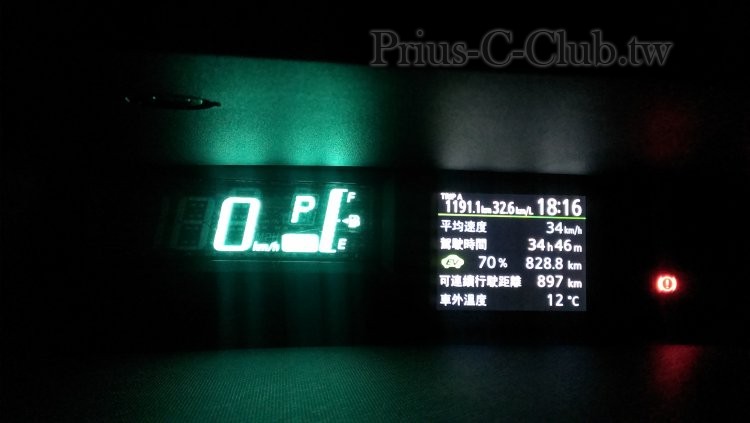 Prius-C-Club.tw
0 km/h P F E
TRIP A
1191.1km 32.6km/L 18:16
平均速度 34km/h
駕駛時間 34h46m
EV 70% 828.8 km
可連續行駛距離 897 km
車外溫度 12 °C